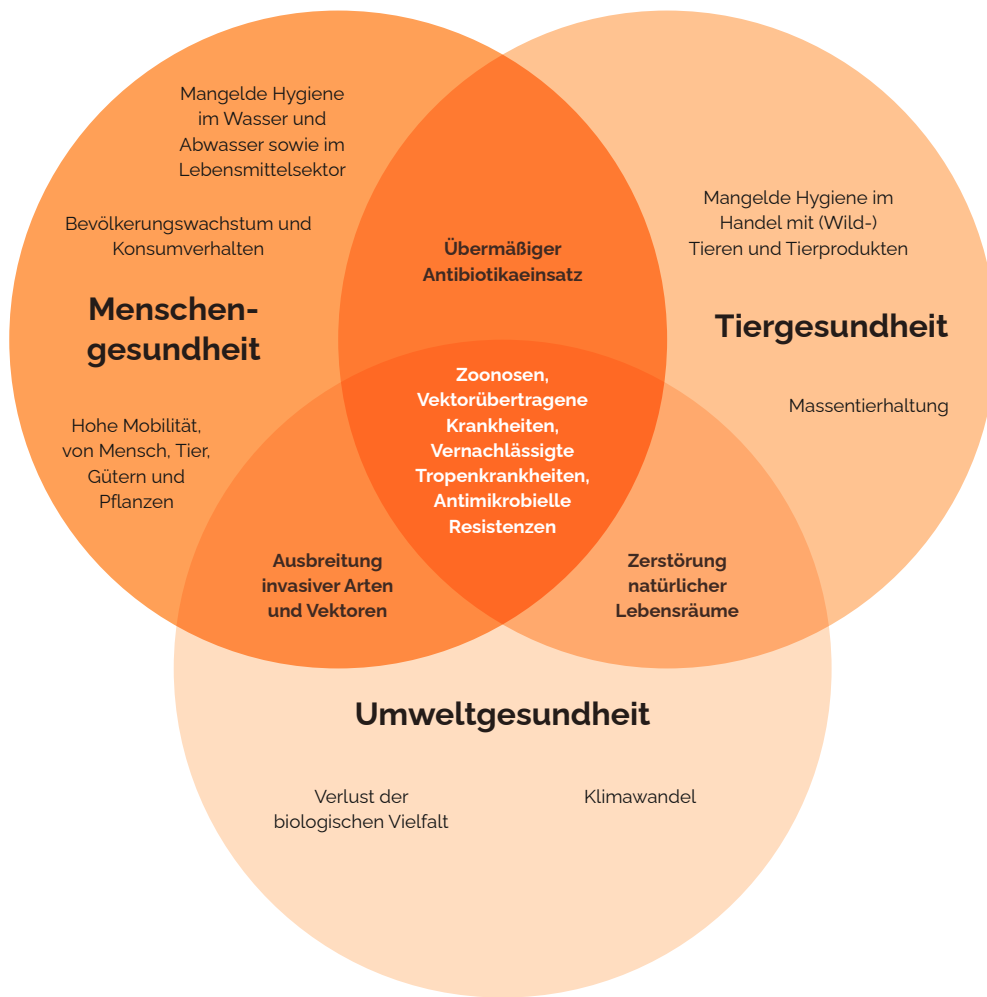 Mangelde Hygiene
im Wasser und
Abwasser sowie im
Lebensmittelsektor
Bevölkerungswachstum und
Konsumverhalten
Menschen-
gesundheit
Hohe Mobilität,
von Mensch, Tier,
Gütern und
Pflanzen
Übermäßiger
Antibiotikaeinsatz
Mangelde Hygiene im
Handel mit (Wild-)
Tieren und Tierprodukten
Tiergesundheit
Massentierhaltung
Zoonosen,
Vektorübertragene
Krankheiten,
Vernachlässigte
Tropenkrankheiten,
Antimikrobielle
Resistenzen
Ausbreitung
invasiver Arten
und Vektoren
Zerstörung
natürlicher
Lebensräume
Umweltgesundheit
Verlust der
biologischen Vielfalt
Klimawandel